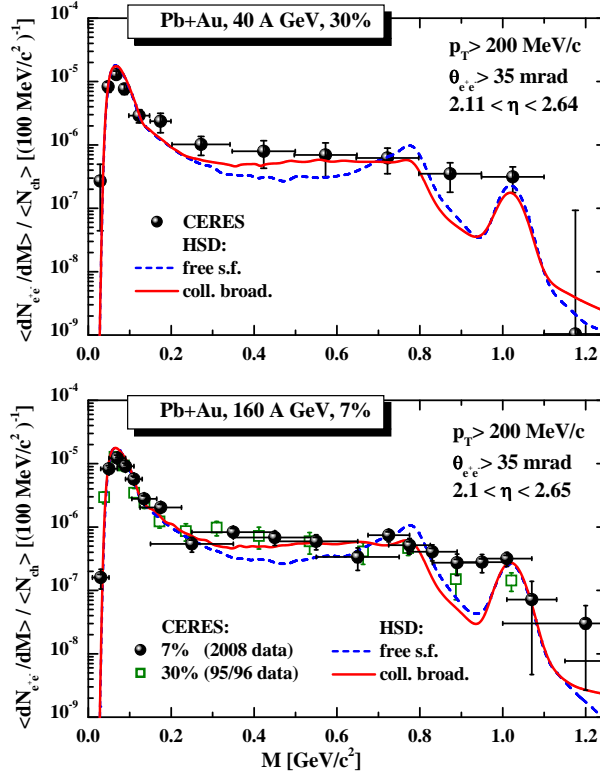 Pb+Au, 40 A GeV, 30%
p_T > 200 MeV/c
θ_e⁺e⁻ > 35 mrad
2.11 < η < 2.64
<dN_e⁺e⁻/dM> / <N_ch> [(100 MeV/c²)⁻¹]
10⁻⁴
10⁻⁵
10⁻⁶
10⁻⁷
10⁻⁸
10⁻⁹
CERES
HSD:
free s.f.
coll. broad.
0.0 0.2 0.4 0.6 0.8 1.0 1.2
Pb+Au, 160 A GeV, 7%
p_T > 200 MeV/c
θ_e⁺e⁻ > 35 mrad
2.1 < η < 2.65
<dN_e⁺e⁻/dM> / <N_ch> [(100 MeV/c²)⁻¹]
10⁻⁴
10⁻⁵
10⁻⁶
10⁻⁷
10⁻⁸
10⁻⁹
CERES: HSD:
7% (2008 data) free s.f.
30% (95/96 data) coll. broad.
0.0 0.2 0.4 0.6 0.8 1.0 1.2
M [GeV/c²]